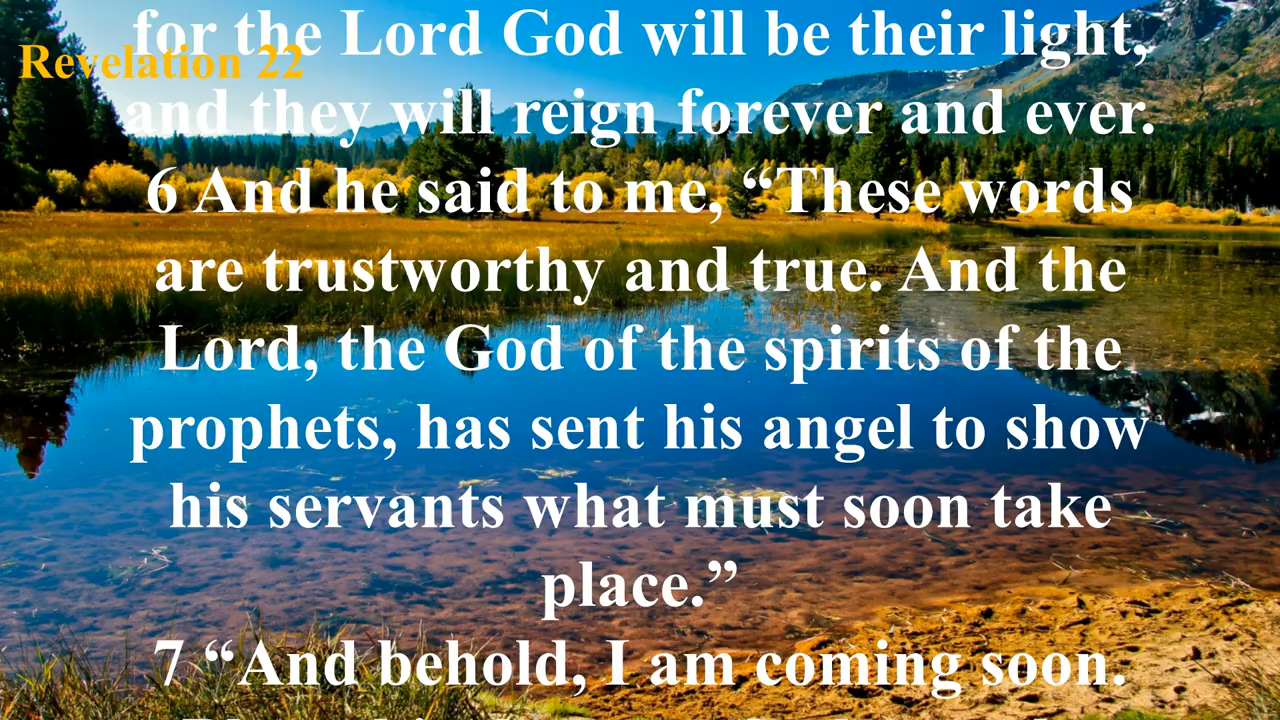 for the Lord God will be their light,
Revelation 22
and they will reign forever and ever.
6 And he said to me, “These words
are trustworthy and true. And the
Lord, the God of the spirits of the
prophets, has sent his angel to show
his servants what must soon take
place.”
7 “And behold, I am coming soon.